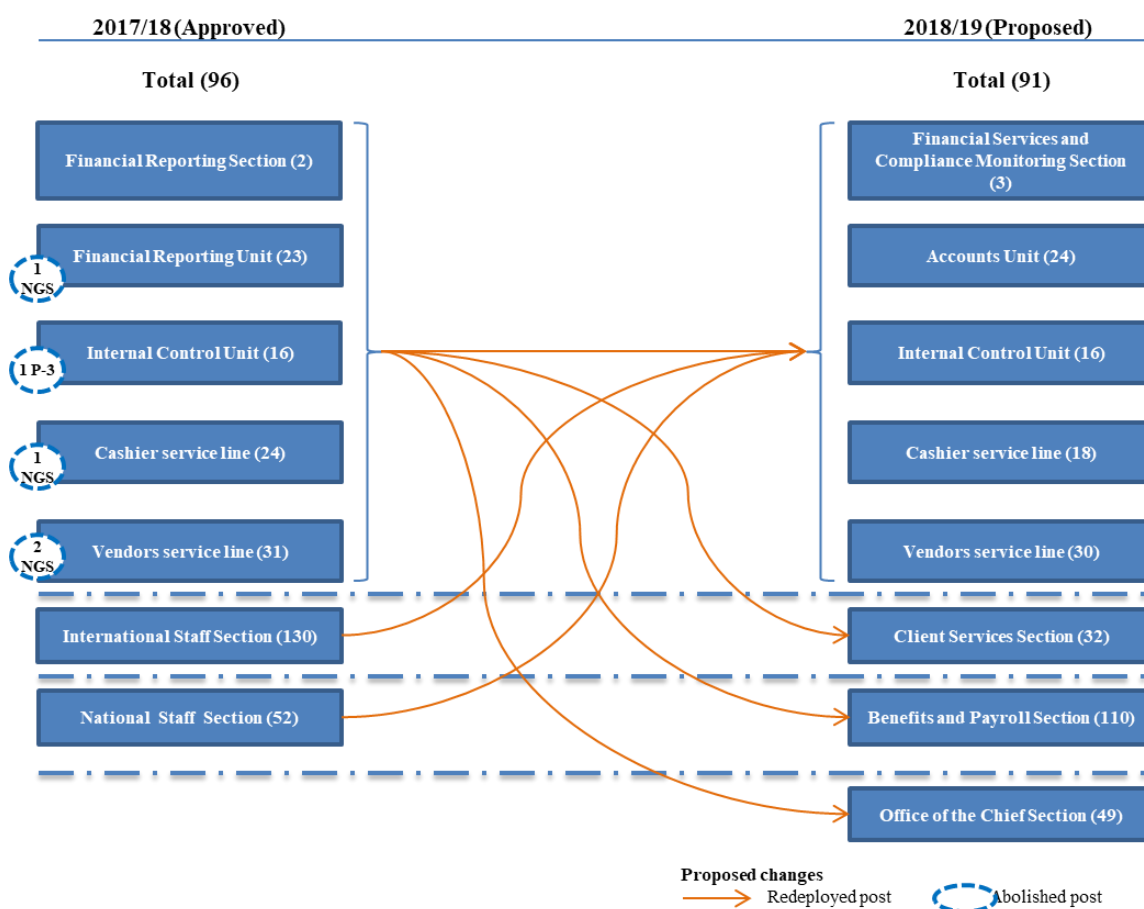 2017/18 (Approved)
2018/19 (Proposed)
Total (96)
Total (91)
Financial Reporting Section (2)
Financial Services and
Compliance Monitoring Section
(3)
Financial Reporting Unit (23)
1
NGS
Accounts Unit (24)
Internal Control Unit (16)
1 P-3
Internal Control Unit (16)
Cashier service line (24)
1
NGS
Cashier service line (18)
Vendors service line (31)
2
NGS
Vendors service line (30)
International Staff Section (130)
Client Services Section (32)
National Staff Section (52)
Benefits and Payroll Section (110)
Office of the Chief Section (49)
Proposed changes
Redeployed post
Abolished post